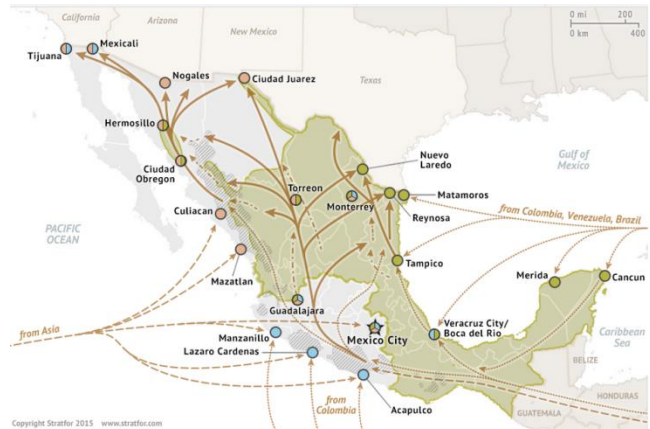 California
Arizona
New Mexico
Texas
0 mi 200
0 km 400
Tijuana
Mexicali
Nogales
Ciudad Juarez
Hermosillo
Ciudad
Obregon
Culiacan
Mazatlan
Torreon
Monterrey
Nuevo
Laredo
Matamoros
Reynosa
Gulf of
Mexico
from Colombia, Venezuela, Brazil
PACIFIC
OCEAN
Tampico
Merida
Cancun
Guadalajara
Veracruz City/
Boca del Rio
Mexico City
from Asia
Manzanillo
Lazaro Cardenas
Caribbean
Sea
BELIZE
HONDURAS
GUATEMALA
from
Colombia
Acapulco
Copyright Stratfor 2015 www.stratfor.com